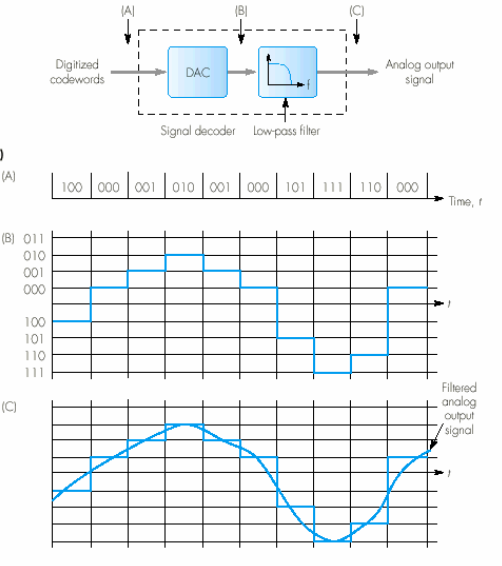 (A) (B) (C)
Digitized codewords
DAC
f
Analog output signal
Signal decoder
Low-pass filter
)
(A)
100 000 001 010 001 000 101 111 110 000
Time, t
(B)
011
010
001
000
t
100
101
110
111
(C)
Filtered analog output signal
t